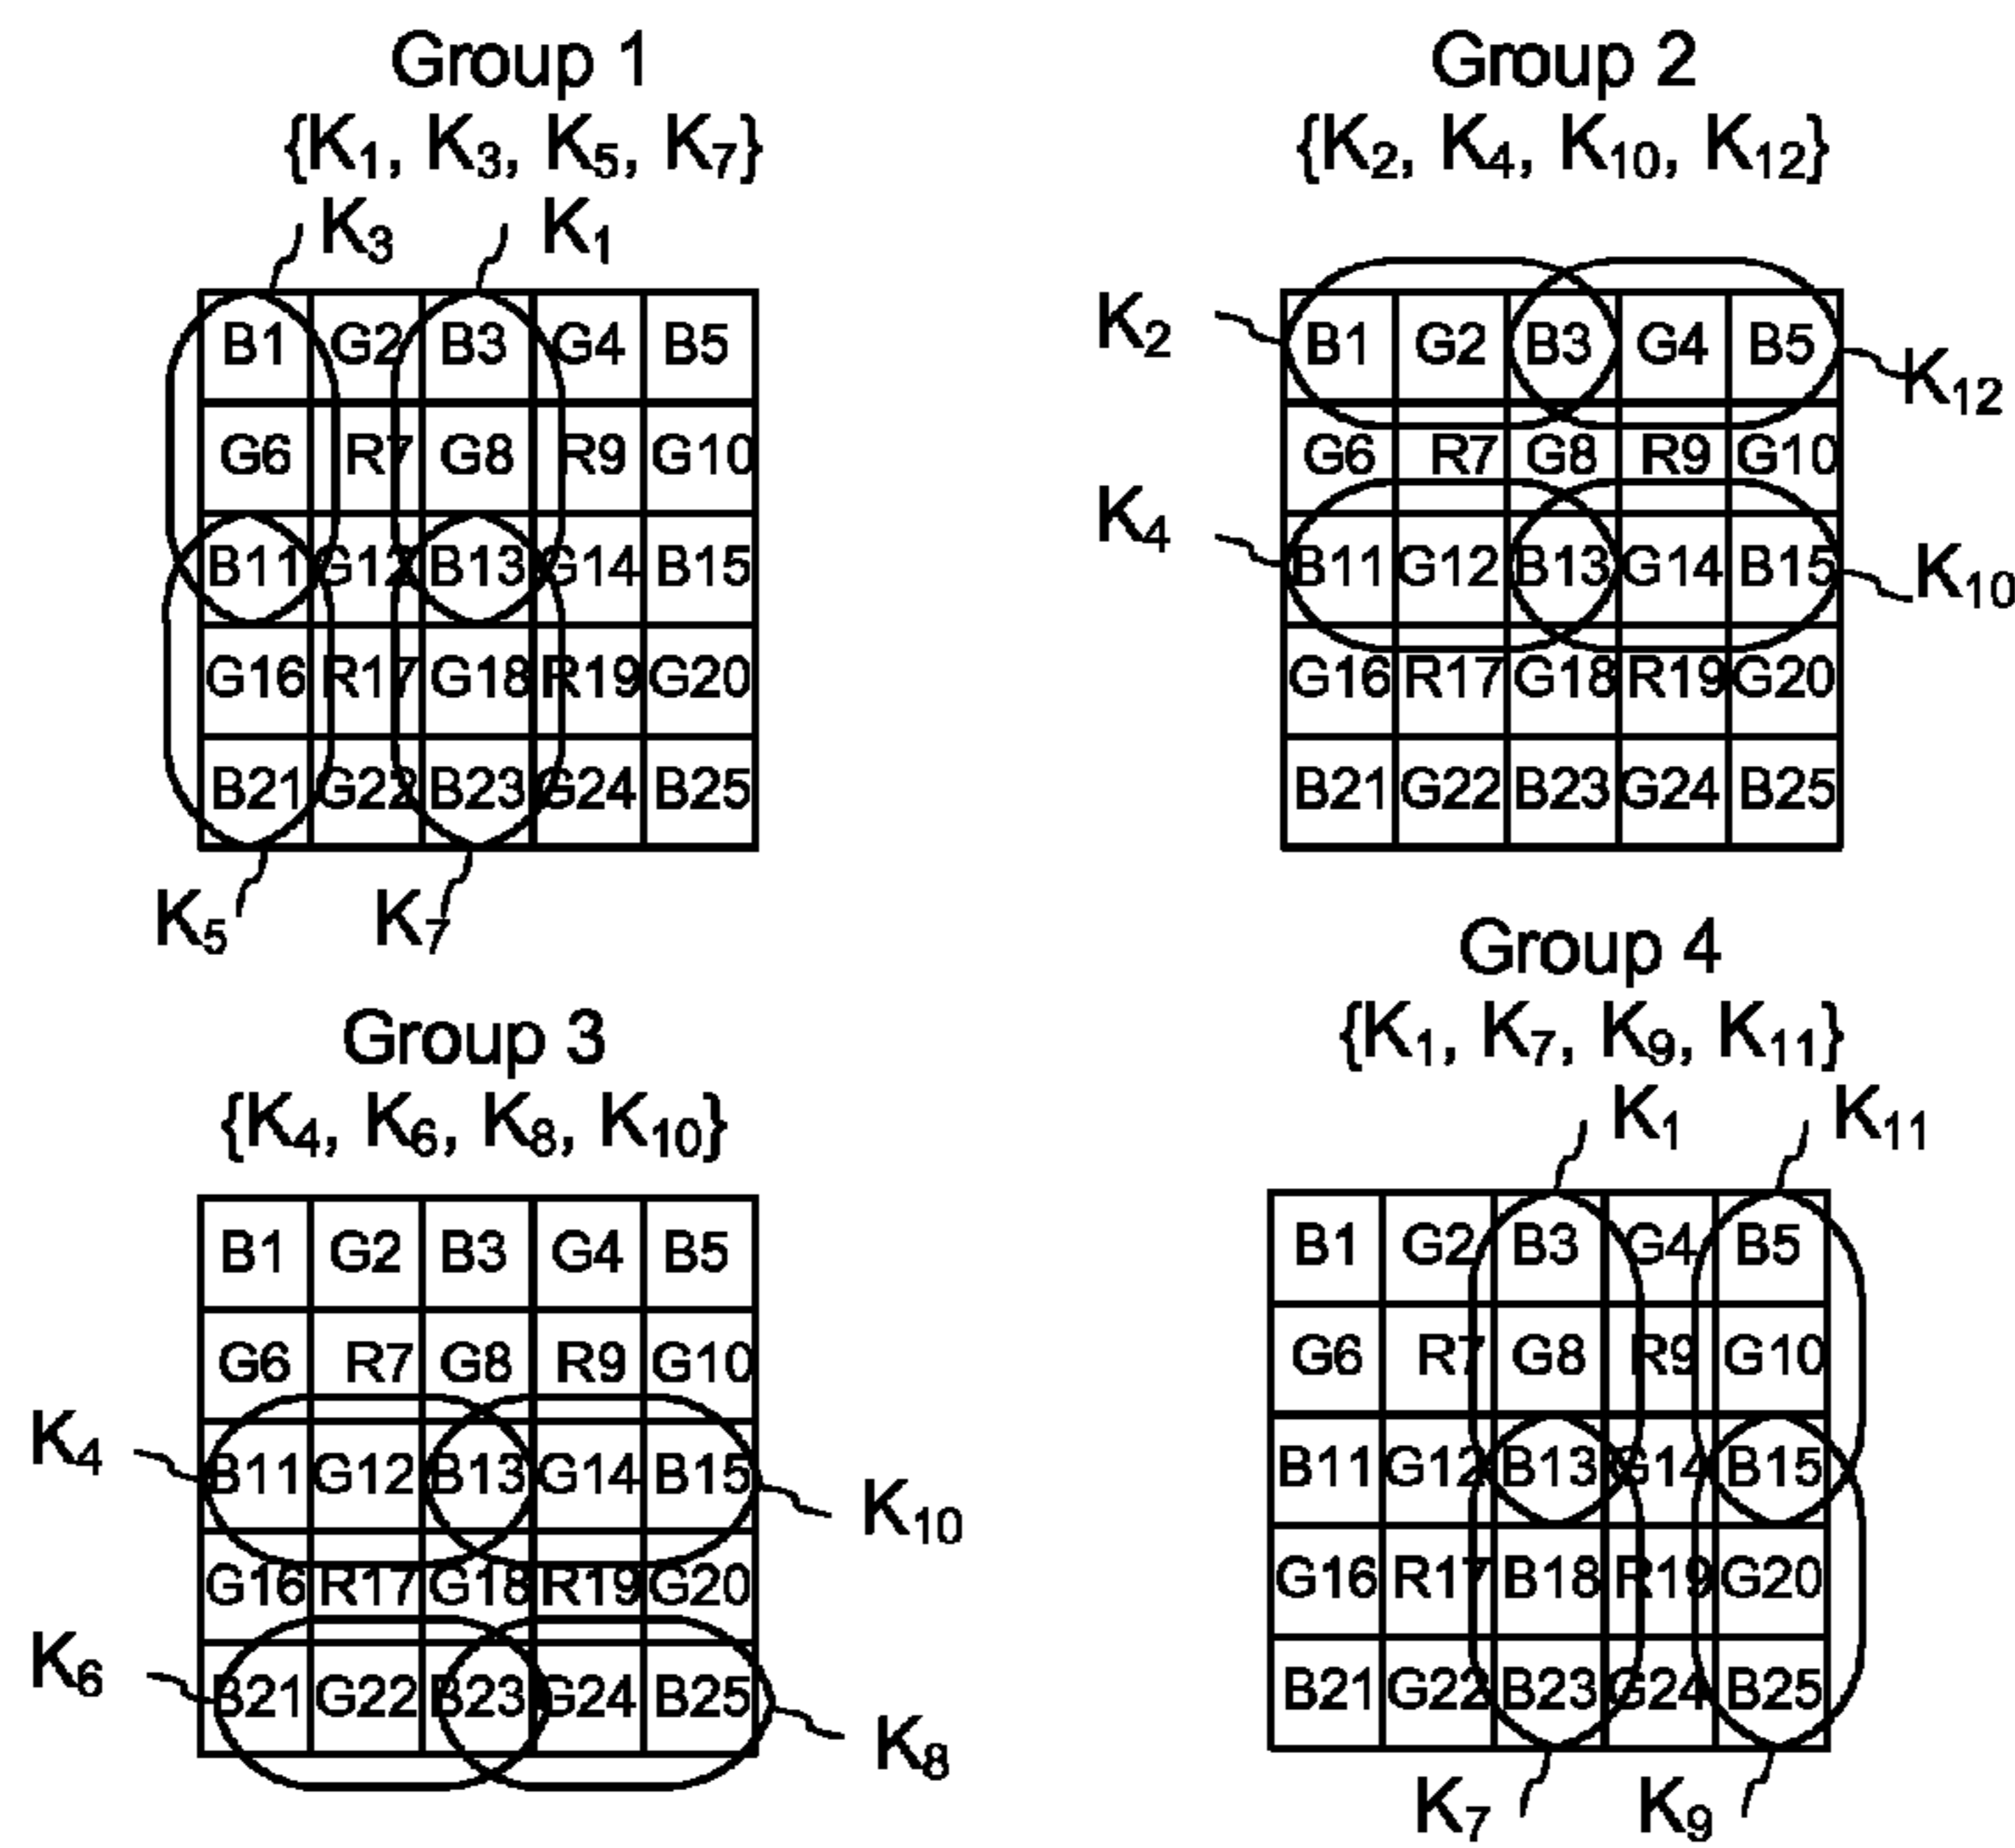 Group 1
{K₁, K₃, K₅, K₇}
K₃ K₁
B1 G2 B3 G4 B5
G6 R7 G8 R9 G10
B11 G12 B13 G14 B15
G16 R17 G18 R19 G20
B21 G22 B23 G24 B25
K₅ K₇
Group 2
{K₂, K₄, K₁₀, K₁₂}
K₂
B1 G2 B3 G4 B5
K₁₂
G6 R7 G8 R9 G10
K₄
B11 G12 B13 G14 B15
K₁₀
G16 R17 G18 R19 G20
B21 G22 B23 G24 B25
Group 3
{K₄, K₆, K₈, K₁₀}
B1 G2 B3 G4 B5
G6 R7 G8 R9 G10
K₄
B11 G12 B13 G14 B15
K₁₀
G16 R17 G18 R19 G20
K₆
B21 G22 B23 G24 B25
K₈
Group 4
{K₁, K₇, K₉, K₁₁}
K₁ K₁₁
B1 G2 B3 G4 B5
G6 R7 G8 R9 G10
B11 G12 B13 G14 B15
G16 R17 B18 R19 G20
B21 G22 B23 G24 B25
K₇ K₉